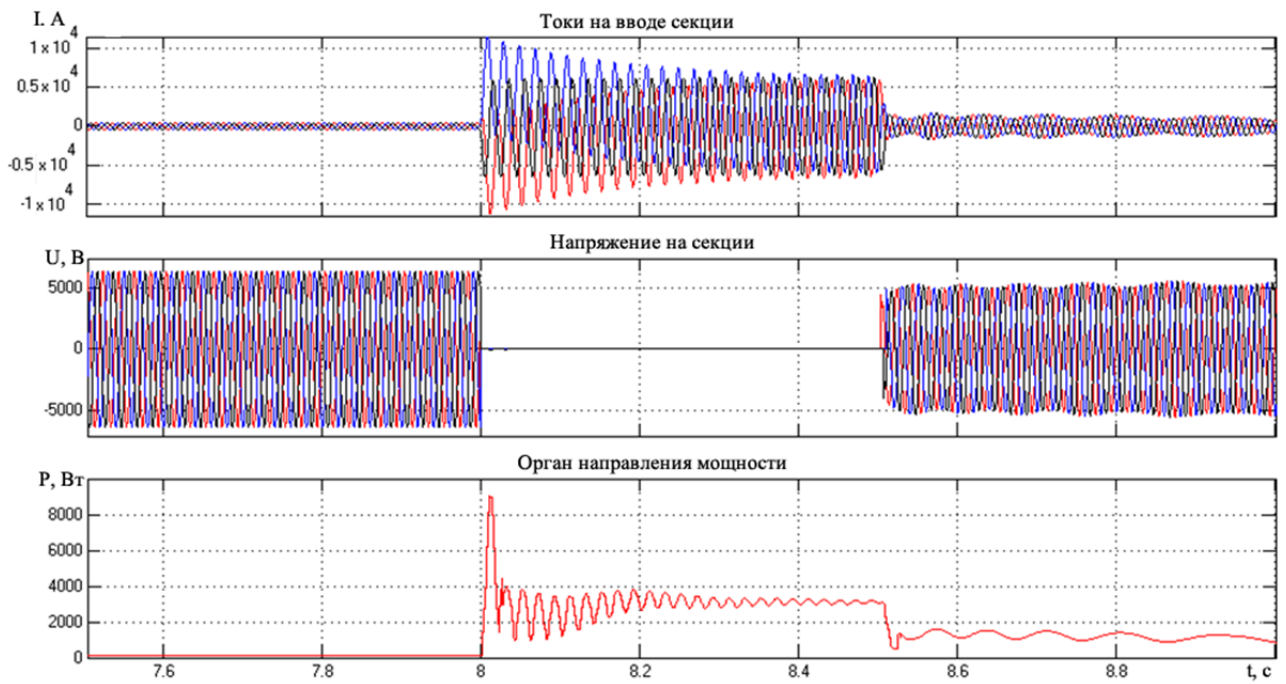 I. A
Токи на вводе секции
1 x 10 4
0.5 x 10 4
0
-0.5 x 10 4
-1 x 10 4
Напряжение на секции
U, В
5000
0
-5000
Орган направления мощности
P, Вт
8000
6000
4000
2000
0
7.6 7.8 8 8.2 8.4 8.6 8.8 t, с